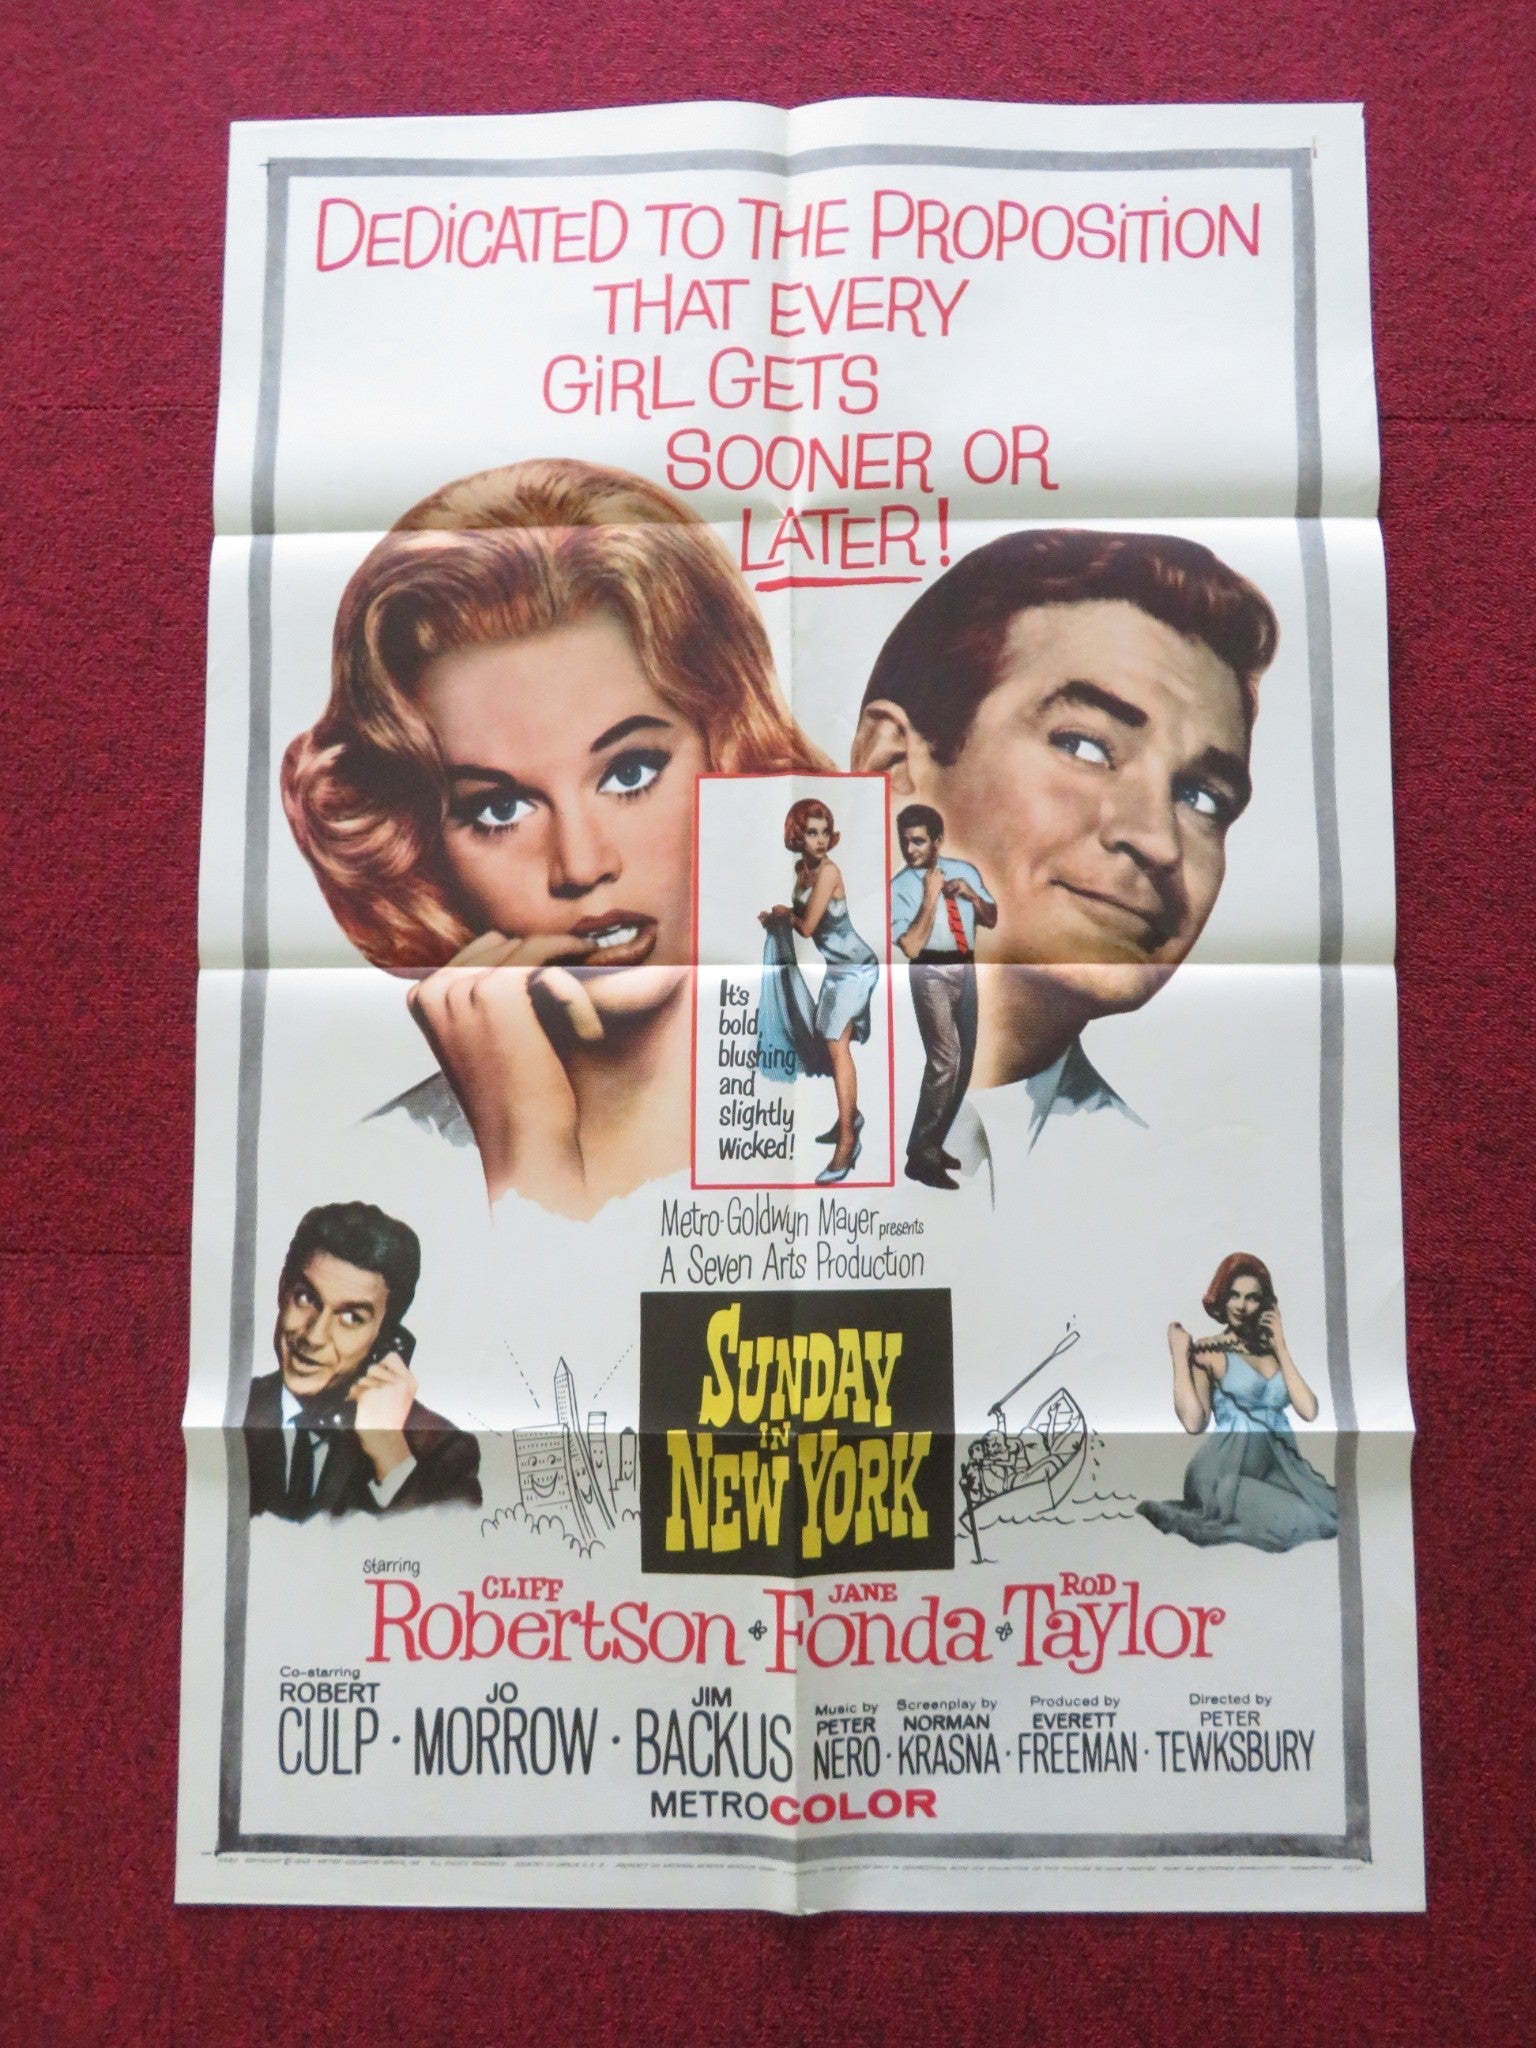 DEDICATED TO THE PROPOSITION
THAT EVERY
GIRL GETS
SOONER OR
LATER!
It's
bold,
blushing
and
slightly
wicked!
Metro-Goldwyn Mayer presents
A Seven Arts Production
SUNDAY
IN
NEW YORK
starring
CLIFF Robertson · JANE Fonda · ROD Taylor
Co-starring
ROBERT CULP · JO MORROW · JIM BACKUS
Music by PETER NERO · Screenplay by NORMAN KRASNA · Produced by EVERETT FREEMAN · Directed by PETER TEWKSBURY
METROCOLOR